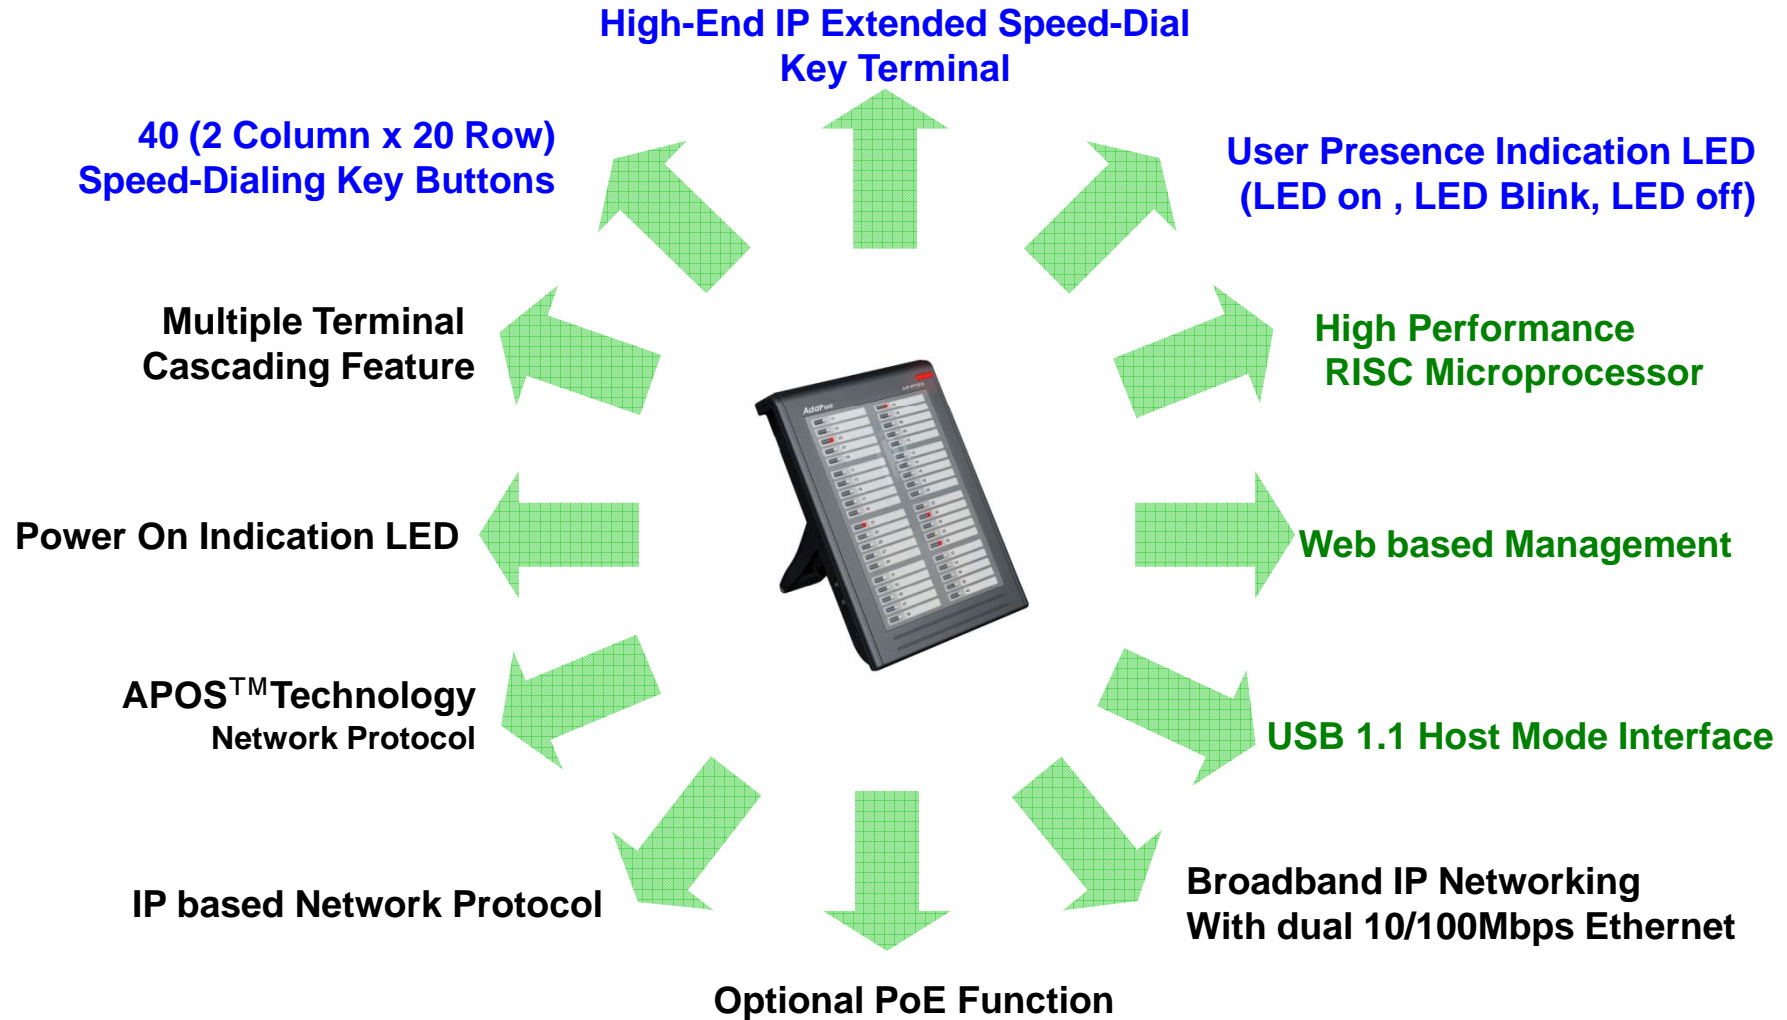 High-End IP Extended Speed-Dial
Key Terminal
40 (2 Column x 20 Row)
Speed-Dialing Key Buttons
User Presence Indication LED
(LED on , LED Blink, LED off)
Multiple Terminal
Cascading Feature
High Performance
RISC Microprocessor
AddPac
Power On Indication LED
Web based Management
APOS™Technology
Network Protocol
USB 1.1 Host Mode Interface
IP based Network Protocol
Broadband IP Networking
With dual 10/100Mbps Ethernet
Optional PoE Function